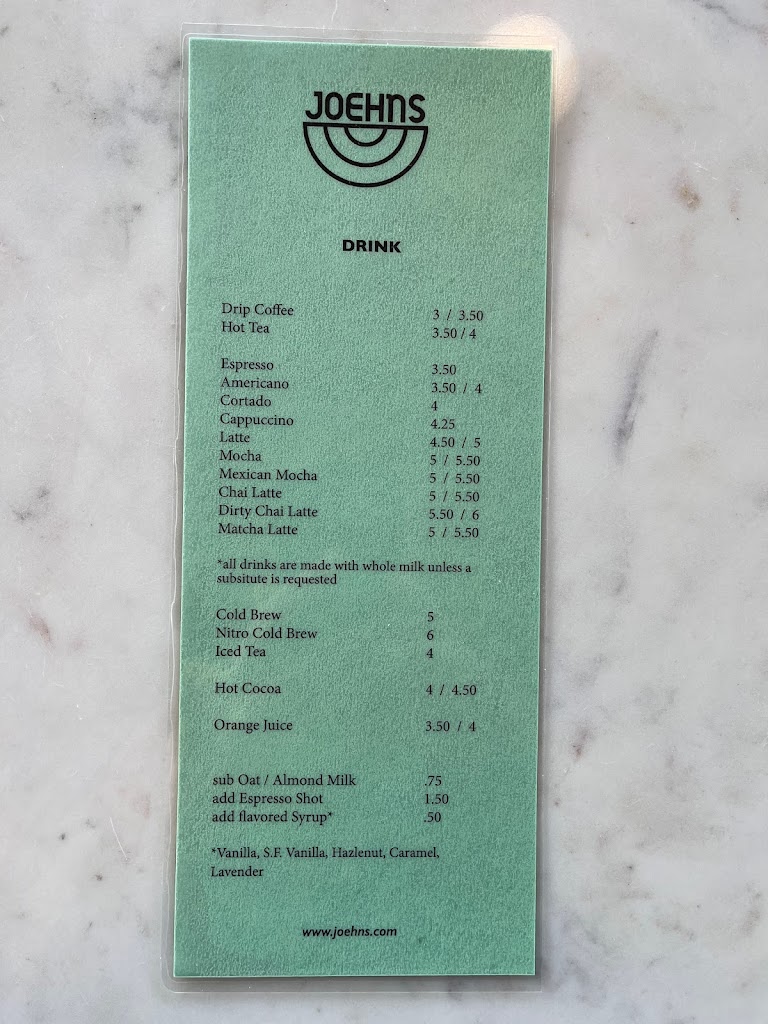 JOEHNS
DRINK
Drip Coffee 3 / 3.50
Hot Tea 3.50 / 4
Espresso 3.50
Americano 3.50 / 4
Cortado 4
Cappuccino 4.25
Latte 4.50 / 5
Mocha 5 / 5.50
Mexican Mocha 5 / 5.50
Chai Latte 5 / 5.50
Dirty Chai Latte 5.50 / 6
Matcha Latte 5 / 5.50
*all drinks are made with whole milk unless a
subsitute is requested
Cold Brew 5
Nitro Cold Brew 6
Iced Tea 4
Hot Cocoa 4 / 4.50
Orange Juice 3.50 / 4
sub Oat / Almond Milk .75
add Espresso Shot 1.50
add flavored Syrup* .50
*Vanilla, S.F. Vanilla, Hazlenut, Caramel,
Lavender
www.joehns.com